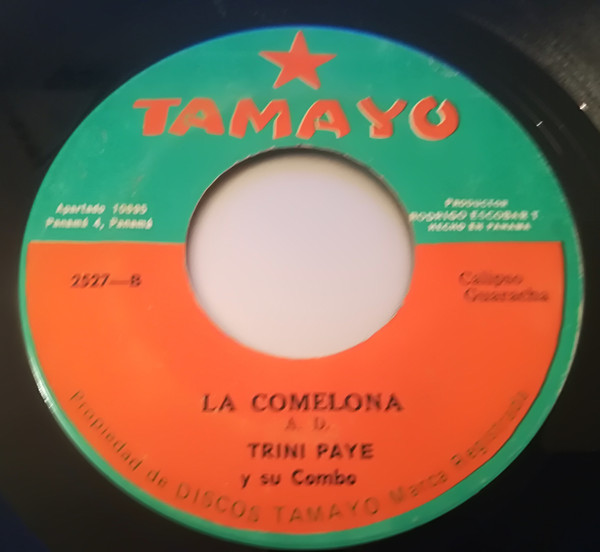 TAMAYO
Apartado 10595
Panamá 4, Panamá
Productor
RODRIGO ESCOBAR T
HECHO EN PANAMA
2527—B
Calipso
Guaracha
LA COMELONA
A. D.
TRINI PAYE
y su Combo
Propiedad de DISCOS TAMAYO Marca Registrada